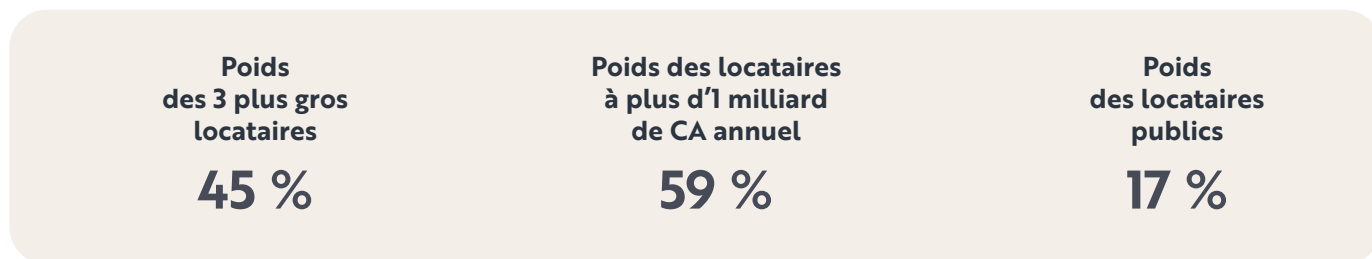 Poids
des 3 plus gros
locataires
45 %
Poids des locataires
à plus d’1 milliard
de CA annuel
59 %
Poids
des locataires
publics
17 %